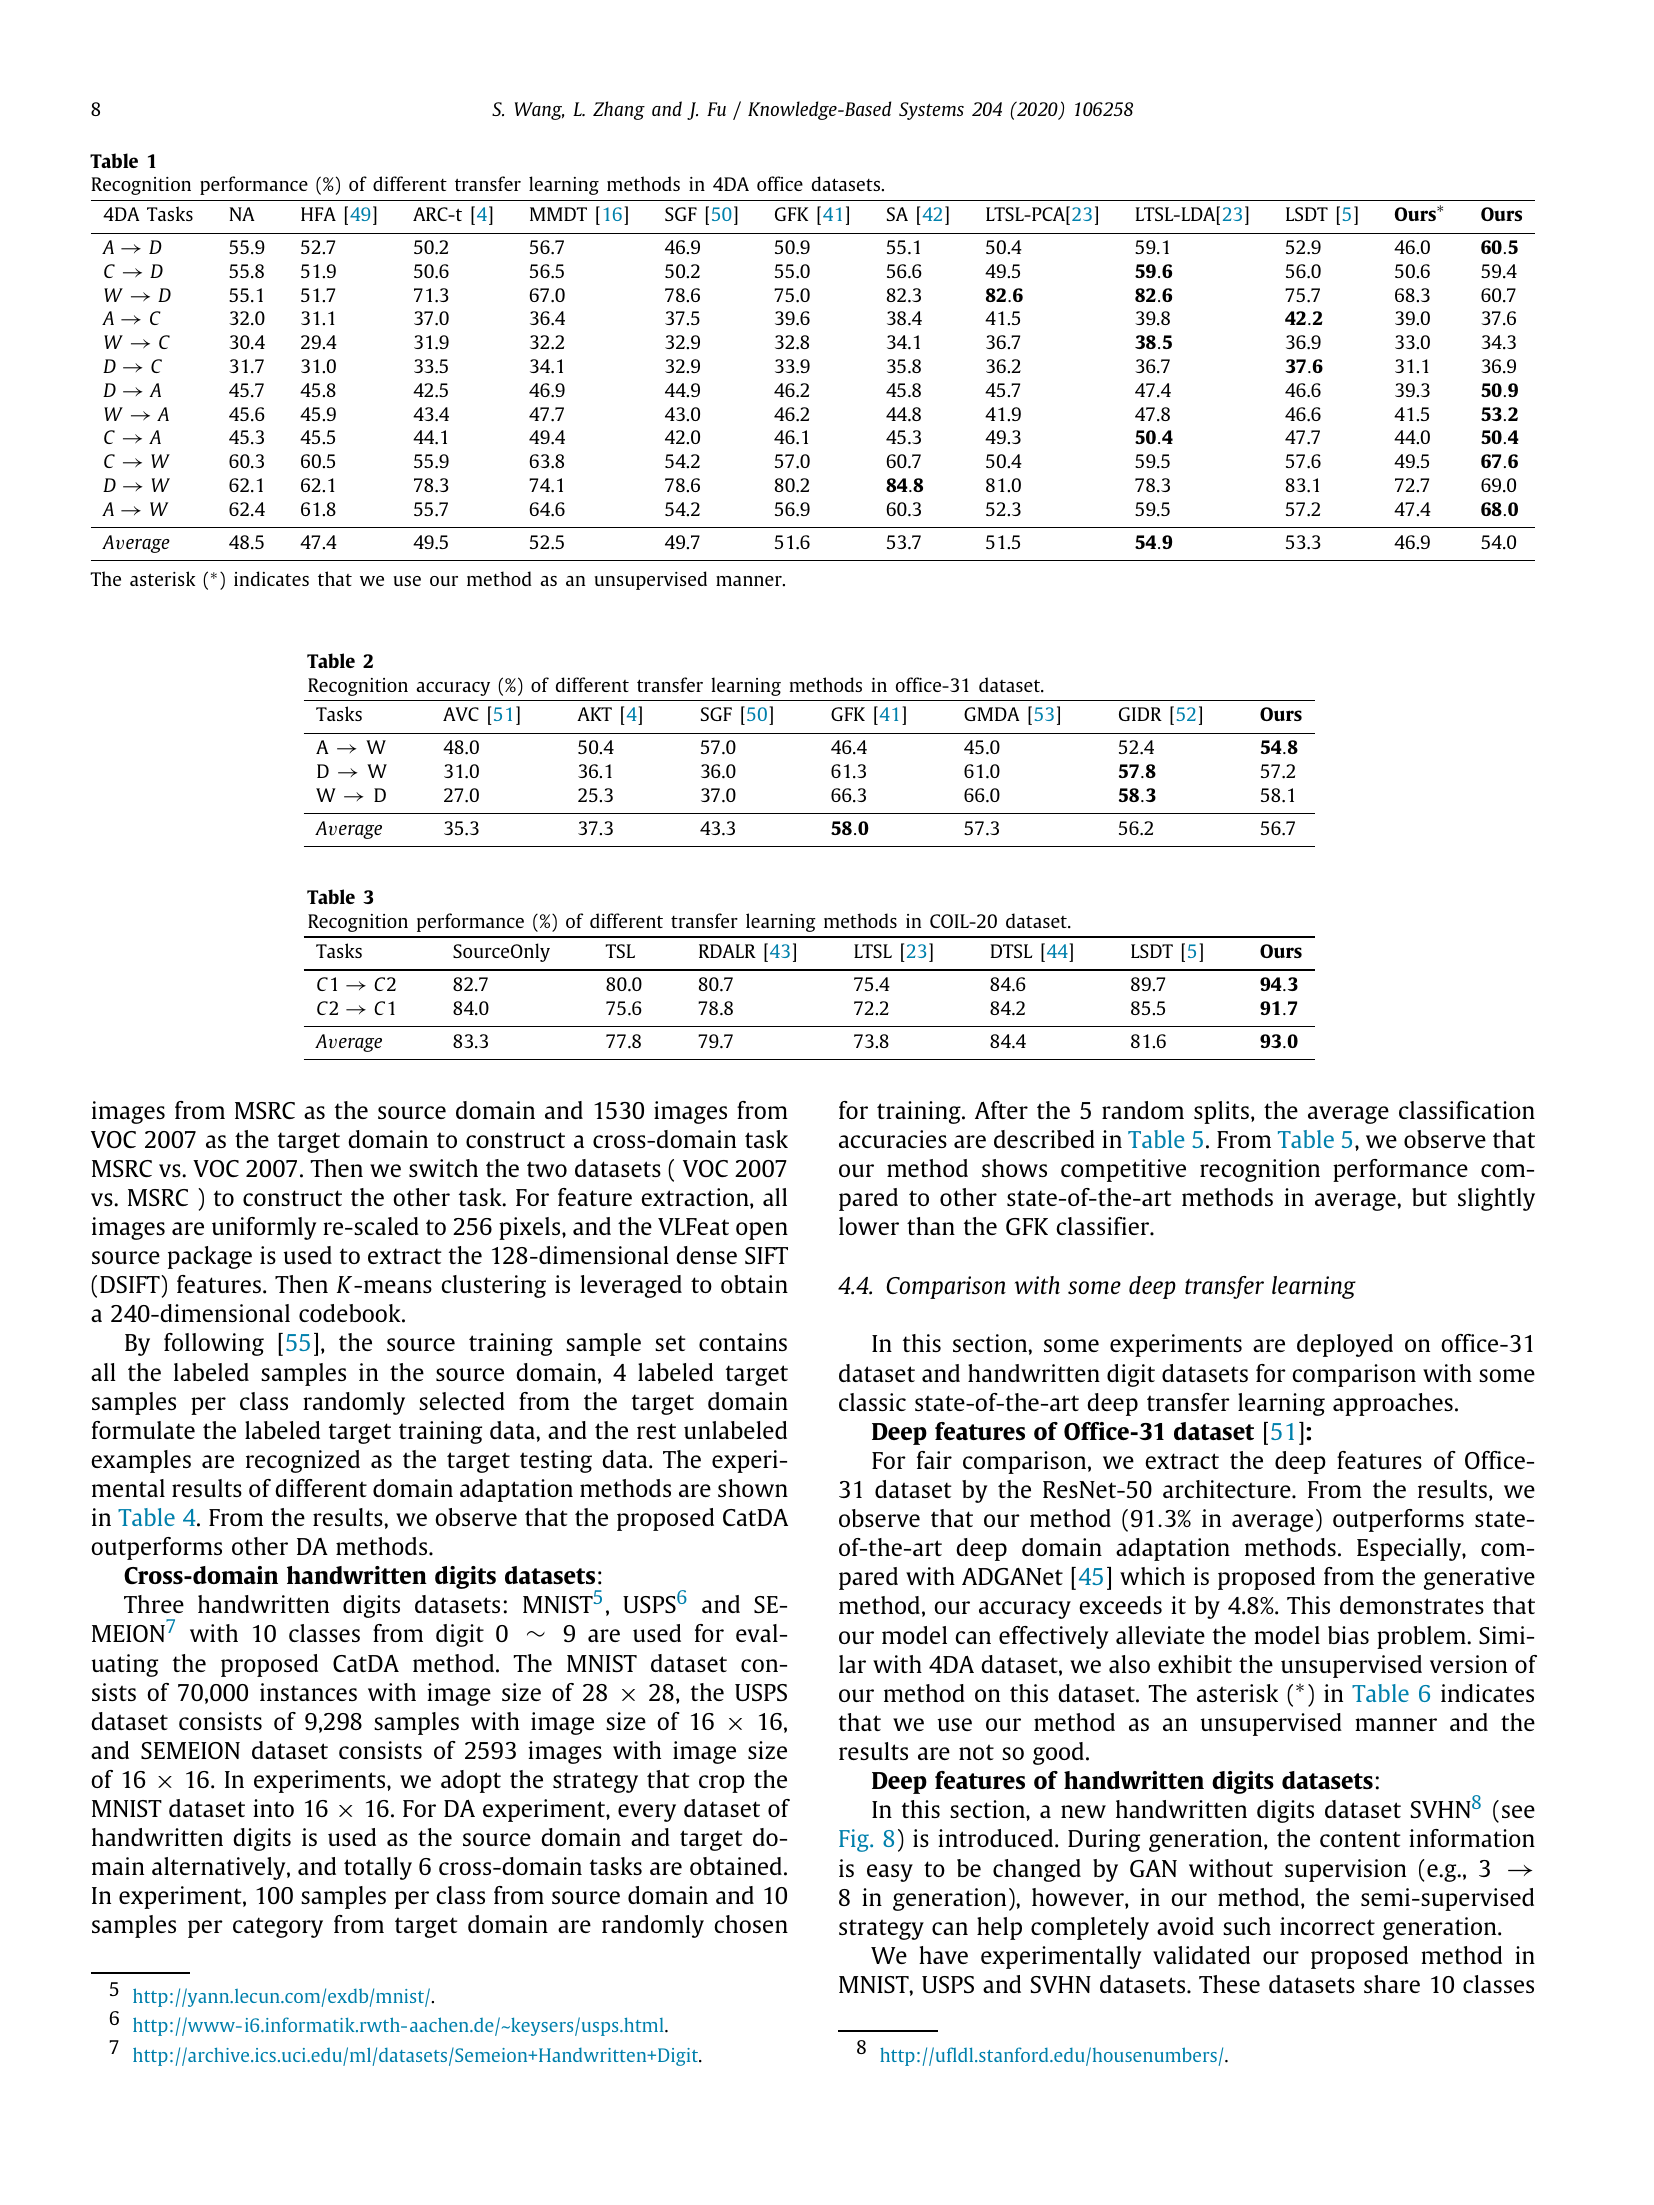 8
S. Wang, L. Zhang and J. Fu / Knowledge-Based Systems 204 (2020) 106258
Table 1
Recognition performance (%) of different transfer learning methods in 4DA office datasets.
4DA Tasks NA HFA [49] ARC-t [4] MMDT [16] SGF [50] GFK [41] SA [42] LTSL-PCA[23] LTSL-LDA[23] LSDT [5] Ours* Ours
A → D 55.9 52.7 50.2 56.7 46.9 50.9 55.1 50.4 59.1 52.9 46.0 60.5
C → D 55.8 51.9 50.6 56.5 50.2 55.0 56.6 49.5 59.6 56.0 50.6 59.4
W → D 55.1 51.7 71.3 67.0 78.6 75.0 82.3 82.6 82.6 75.7 68.3 60.7
A → C 32.0 31.1 37.0 36.4 37.5 39.6 38.4 41.5 39.8 42.2 39.0 37.6
W → C 30.4 29.4 31.9 32.2 32.9 32.8 34.1 36.7 38.5 36.9 33.0 34.3
D → C 31.7 31.0 33.5 34.1 32.9 33.9 35.8 36.2 36.7 37.6 31.1 36.9
D → A 45.7 45.8 42.5 46.9 44.9 46.2 45.8 45.7 47.4 46.6 39.3 50.9
W → A 45.6 45.9 43.4 47.7 43.0 46.2 44.8 41.9 47.8 46.6 41.5 53.2
C → A 45.3 45.5 44.1 49.4 42.0 46.1 45.3 49.3 50.4 47.7 44.0 50.4
C → W 60.3 60.5 55.9 63.8 54.2 57.0 60.7 50.4 59.5 57.6 49.5 67.6
D → W 62.1 62.1 78.3 74.1 78.6 80.2 84.8 81.0 78.3 83.1 72.7 69.0
A → W 62.4 61.8 55.7 64.6 54.2 56.9 60.3 52.3 59.5 57.2 47.4 68.0
Average 48.5 47.4 49.5 52.5 49.7 51.6 53.7 51.5 54.9 53.3 46.9 54.0
The asterisk (*) indicates that we use our method as an unsupervised manner.
Table 2
Recognition accuracy (%) of different transfer learning methods in office-31 dataset.
Tasks AVC [51] AKT [4] SGF [50] GFK [41] GMDA [53] GIDR [52] Ours
A → W 48.0 50.4 57.0 46.4 45.0 52.4 54.8
D → W 31.0 36.1 36.0 61.3 61.0 57.8 57.2
W → D 27.0 25.3 37.0 66.3 66.0 58.3 58.1
Average 35.3 37.3 43.3 58.0 57.3 56.2 56.7
Table 3
Recognition performance (%) of different transfer learning methods in COIL-20 dataset.
Tasks SourceOnly TSL RDALR [43] LTSL [23] DTSL [44] LSDT [5] Ours
C1 → C2 82.7 80.0 80.7 75.4 84.6 89.7 94.3
C2 → C1 84.0 75.6 78.8 72.2 84.2 85.5 91.7
Average 83.3 77.8 79.7 73.8 84.4 81.6 93.0
images from MSRC as the source domain and 1530 images from
VOC 2007 as the target domain to construct a cross-domain task
MSRC vs. VOC 2007. Then we switch the two datasets ( VOC 2007
vs. MSRC ) to construct the other task. For feature extraction, all
images are uniformly re-scaled to 256 pixels, and the VLFeat open
source package is used to extract the 128-dimensional dense SIFT
(DSIFT) features. Then K-means clustering is leveraged to obtain
a 240-dimensional codebook.
By following [55], the source training sample set contains
all the labeled samples in the source domain, 4 labeled target
samples per class randomly selected from the target domain
formulate the labeled target training data, and the rest unlabeled
examples are recognized as the target testing data. The experi-
mental results of different domain adaptation methods are shown
in Table 4. From the results, we observe that the proposed CatDA
outperforms other DA methods.
Cross-domain handwritten digits datasets:
Three handwritten digits datasets: MNIST5, USPS6 and SE-
MEION7 with 10 classes from digit 0 ∼ 9 are used for eval-
uating the proposed CatDA method. The MNIST dataset con-
sists of 70,000 instances with image size of 28 × 28, the USPS
dataset consists of 9,298 samples with image size of 16 × 16,
and SEMEION dataset consists of 2593 images with image size
of 16 × 16. In experiments, we adopt the strategy that crop the
MNIST dataset into 16 × 16. For DA experiment, every dataset of
handwritten digits is used as the source domain and target do-
main alternatively, and totally 6 cross-domain tasks are obtained.
In experiment, 100 samples per class from source domain and 10
samples per category from target domain are randomly chosen
5 http://yann.lecun.com/exdb/mnist/.
6 http://www-i6.informatik.rwth-aachen.de/~keysers/usps.html.
7 http://archive.ics.uci.edu/ml/datasets/Semeion+Handwritten+Digit.
for training. After the 5 random splits, the average classification
accuracies are described in Table 5. From Table 5, we observe that
our method shows competitive recognition performance com-
pared to other state-of-the-art methods in average, but slightly
lower than the GFK classifier.
4.4. Comparison with some deep transfer learning
In this section, some experiments are deployed on office-31
dataset and handwritten digit datasets for comparison with some
classic state-of-the-art deep transfer learning approaches.
Deep features of Office-31 dataset [51]:
For fair comparison, we extract the deep features of Office-
31 dataset by the ResNet-50 architecture. From the results, we
observe that our method (91.3% in average) outperforms state-
of-the-art deep domain adaptation methods. Especially, com-
pared with ADGANet [45] which is proposed from the generative
method, our accuracy exceeds it by 4.8%. This demonstrates that
our model can effectively alleviate the model bias problem. Simi-
lar with 4DA dataset, we also exhibit the unsupervised version of
our method on this dataset. The asterisk (*) in Table 6 indicates
that we use our method as an unsupervised manner and the
results are not so good.
Deep features of handwritten digits datasets:
In this section, a new handwritten digits dataset SVHN8 (see
Fig. 8) is introduced. During generation, the content information
is easy to be changed by GAN without supervision (e.g., 3 →
8 in generation), however, in our method, the semi-supervised
strategy can help completely avoid such incorrect generation.
We have experimentally validated our proposed method in
MNIST, USPS and SVHN datasets. These datasets share 10 classes
8 http://ufldl.stanford.edu/housenumbers/.